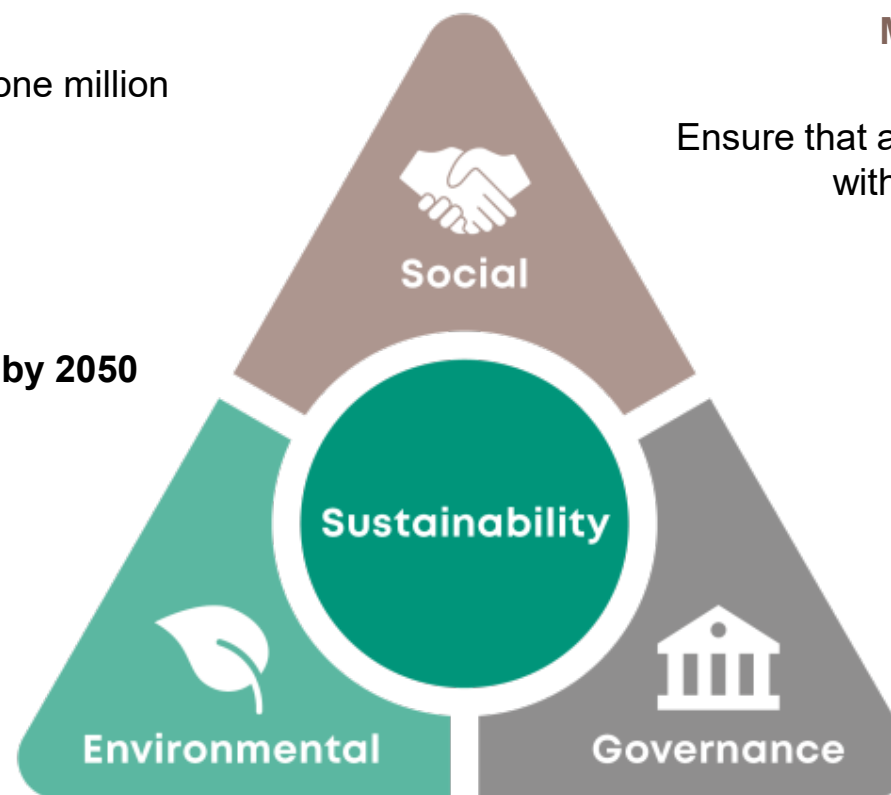 M
one million
Ensure that a
with
Social
by 2050
Sustainability
Environmental
Governance